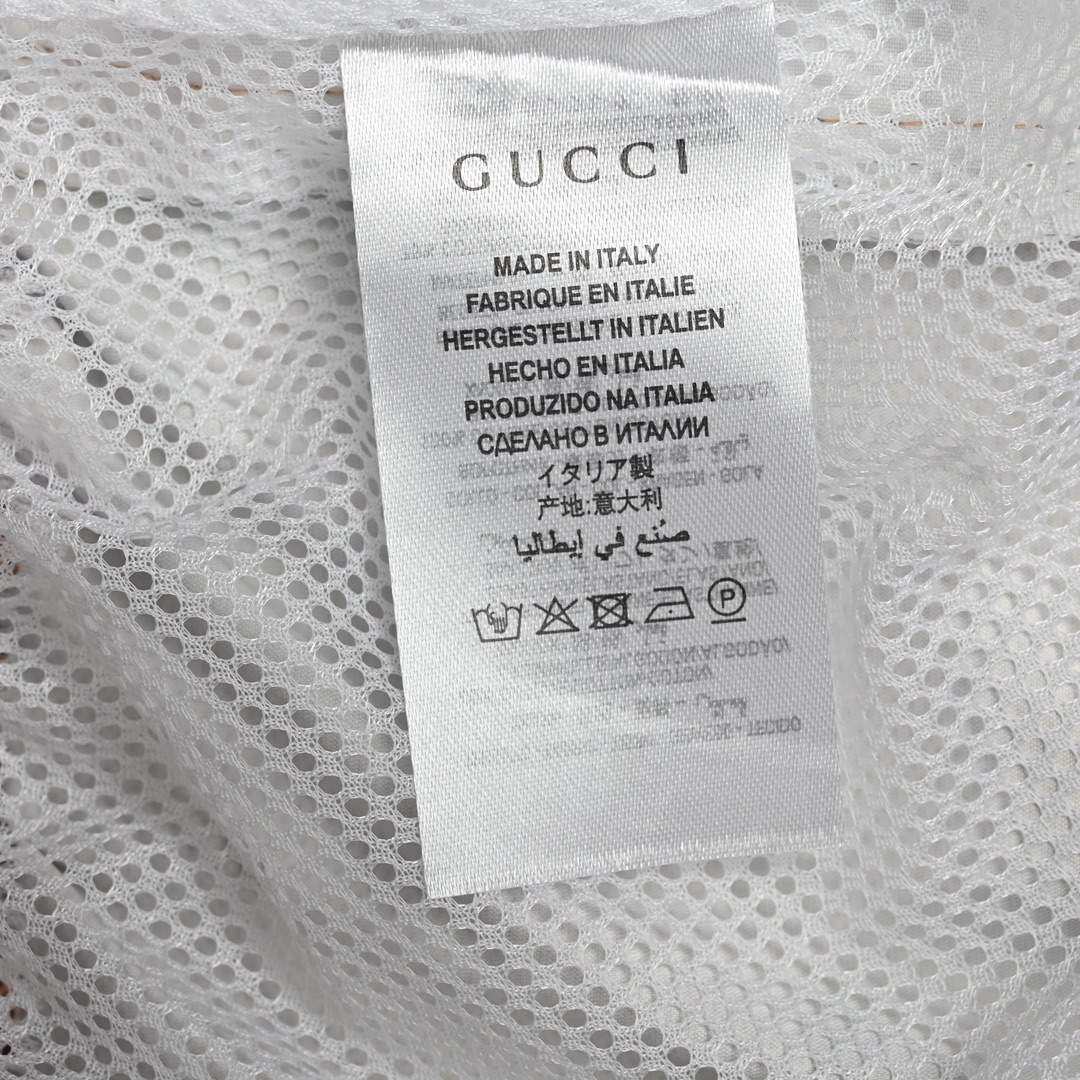 GUCCI
MADE IN ITALY
FABRIQUE EN ITALIE
HERGESTELLT IN ITALIEN
HECHO EN ITALIA
PRODUZIDO NA ITALIA
СДЕЛАНО В ИТАЛИИ
イタリア製
产地:意大利
صنع في إيطاليا
P